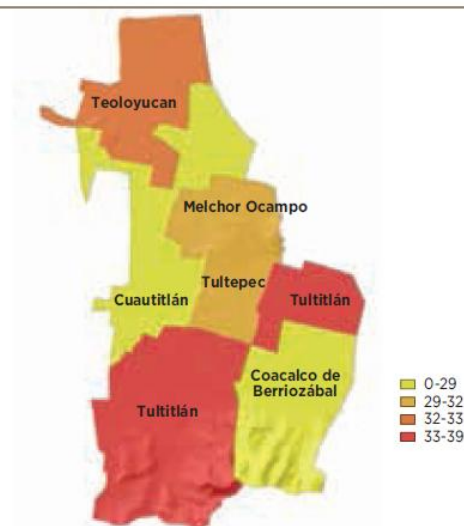 Teoloyucan
Melchor Ocampo
Tultepec
Cuautitlán
Tultitlán
Coacalco de
Berriozábal
Tultitlán
0-29
29-32
32-33
33-39